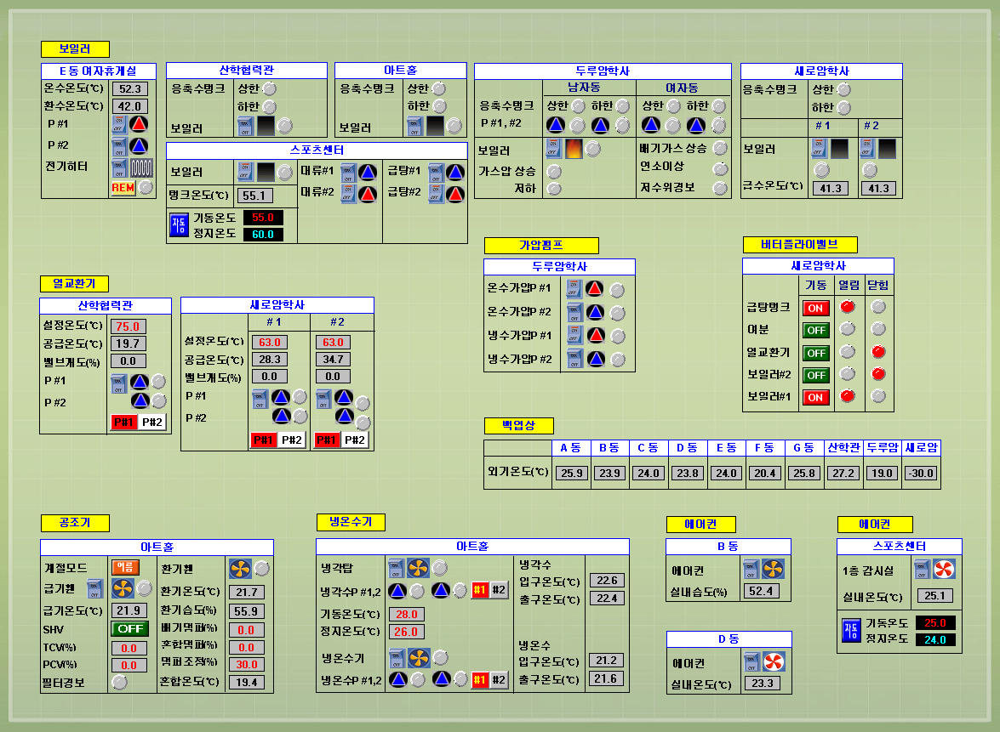 보일러
E동 여자휴게실
온수온도(℃) 52.3
환수온도(℃) 42.0
P #1
P #2
전기히터
REM
산학협력관
응축수탱크 상한
하한
보일러
아트홀
응축수탱크 상한
하한
보일러
스포츠센터
보일러 대류#1 급탕#1
탱크온도(℃) 55.1 대류#2 급탕#2
자동 기동온도 55.0
정지온도 60.0
두루암학사
남자동 여자동
응축수탱크 상한 하한 상한 하한
P #1, #2
보일러 배기가스 상승
연소이상
가스압 상승
저하 저수위경보
새로암학사
응축수탱크 상한
하한
#1 #2
보일러
급수온도(℃) 41.3 41.3
열교환기
산학협력관
설정온도(℃) 75.0
공급온도(℃) 19.7
밸브개도(%) 0.0
P #1
P #2
P#1 P#2
새로암학사
#1 #2
설정온도(℃) 63.0 63.0
공급온도(℃) 28.3 34.7
밸브개도(%) 0.0 0.0
P #1
P #2
P#1 P#2 P#1 P#2
가압펌프
두루암학사
온수가압P #1
온수가압P #2
냉수가압P #1
냉수가압P #2
버터플라이밸브
새로암학사
기동 열림 닫힘
급탕탱크 ON
여분 OFF
열교환기 OFF
보일러#2 OFF
보일러#1 ON
백엽상
A동 B동 C동 D동 E동 F동 G동 산학관 두루암 새로암
외기온도(℃) 25.9 23.9 24.0 23.8 24.0 20.4 25.8 27.2 19.0 -30.0
공조기
아트홀
계절모드 여름 환기휀
급기휀 환기온도(℃) 21.7
급기온도(℃) 21.9 환기습도(%) 55.9
SHV OFF 배기댐퍼(%) 0.0
TCV(%) 0.0 혼합댐퍼(%) 0.0
PCV(%) 0.0 댐퍼조정(%) 30.0
필터경보 혼합온도(℃) 19.4
냉온수기
아트홀
냉각탑
냉각수P #1,2 #1 #2
기동온도(℃) 28.0
정지온도(℃) 26.0
냉온수기
냉온수P #1,2 #1 #2
냉각수
입구온도(℃) 22.6
출구온도(℃) 22.4
냉온수
입구온도(℃) 21.2
출구온도(℃) 21.6
에어컨
B동
에어컨
실내습도(%) 52.4
D동
에어컨
실내온도(℃) 23.3
에어컨
스포츠센터
1층 감시실
실내온도(℃) 25.1
자동 기동온도 25.0
정지온도 24.0